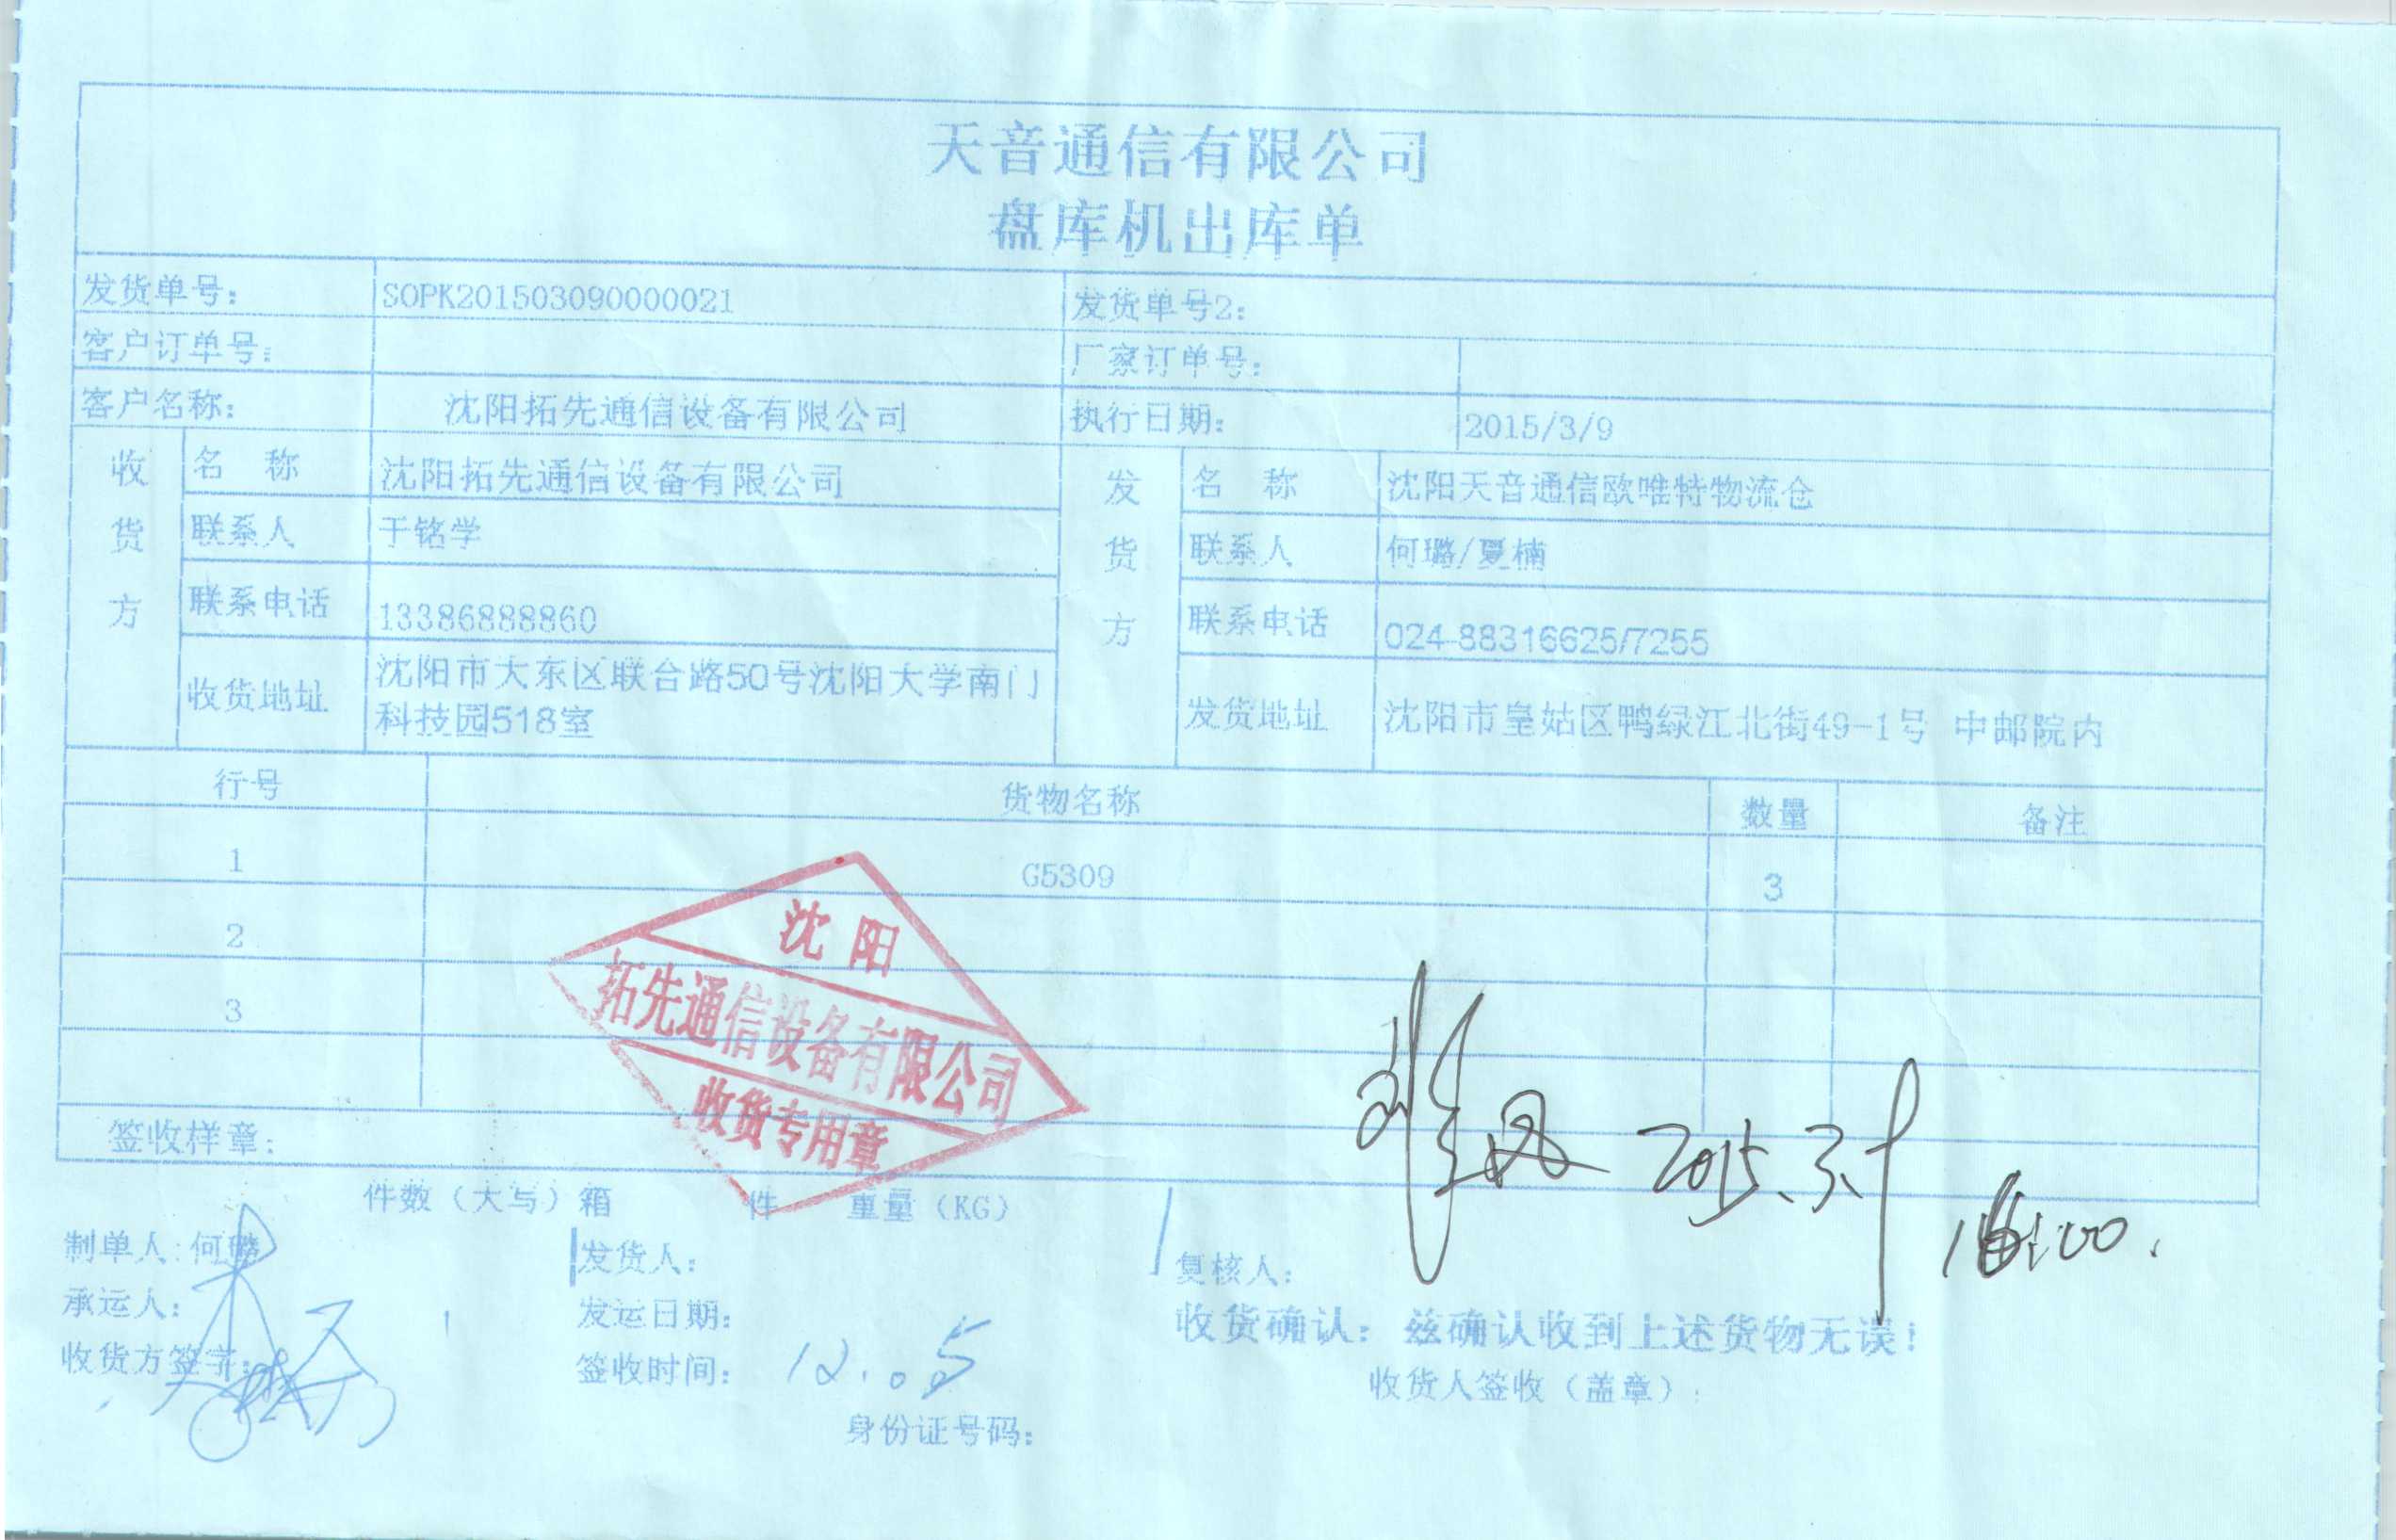 天音通信有限公司
盘库机出库单
发货单号: SOPK201503090000021 发货单号2:
客户订单号: 厂家订单号:
客户名称: 沈阳拓先通信设备有限公司 执行日期: 2015/3/9
收货方 名 称 沈阳拓先通信设备有限公司 发货方 名 称 沈阳天音通信欧唯特物流仓
联系人 于铭学 联系人 何璐/夏楠
联系电话 13386888860 联系电话 024-88316625/7255
收货地址 沈阳市大东区联合路50号沈阳大学南门
科技园518室 发货地址 沈阳市皇姑区鸭绿江北街49-1号 中邮院内
行号 货物名称 数量 备注
1 G5309 3
2
3
沈阳
拓先通信设备有限公司
收货专用章
签收样章:
2015.3.
件数（大写）箱 件 重量（KG）
制单人:何璐 发货人: 复核人:
承运人: 发运日期: 收货确认: 兹确认收到上述货物无误!
收货方签字: 签收时间: 12.05 收货人签收（盖章）:
身份证号码: